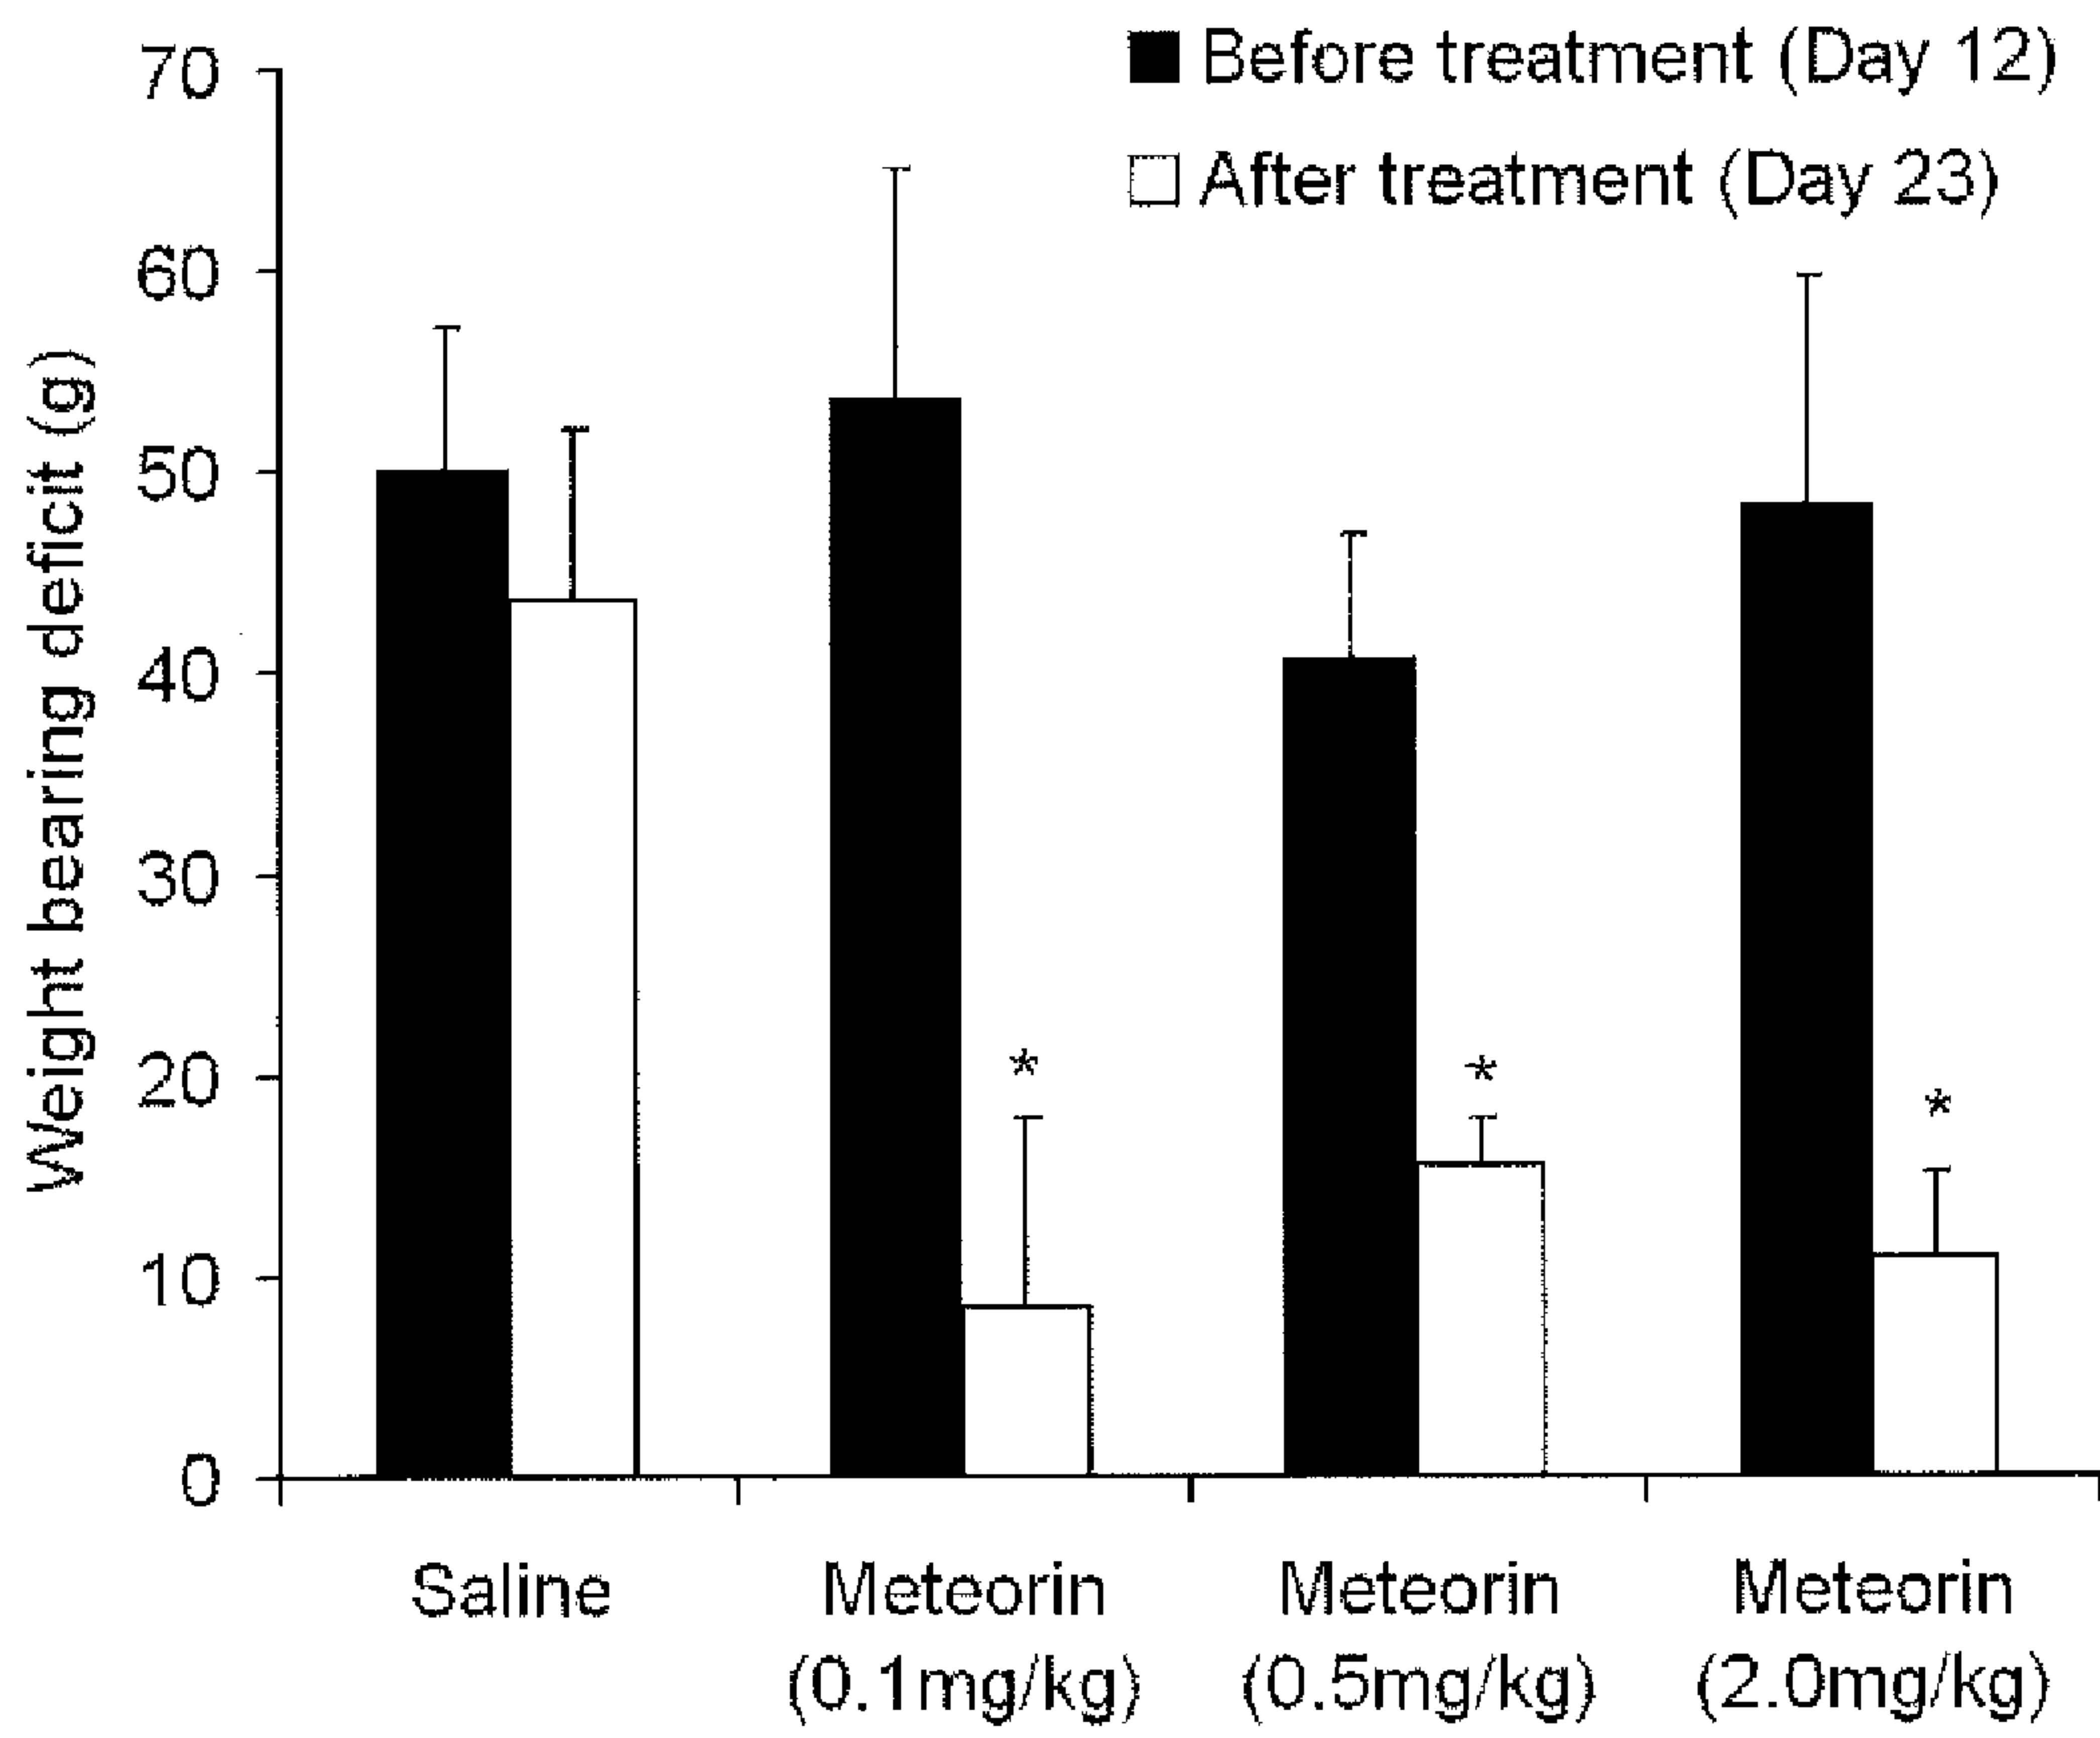 Before treatment (Day 12)
After treatment (Day 23)
Weight bearing deficit (g)
70
60
50
40
30
20
10
0
*
*
*
Saline
Meteorin
(0.1mg/kg)
Meteorin
(0.5mg/kg)
Meteorin
(2.0mg/kg)